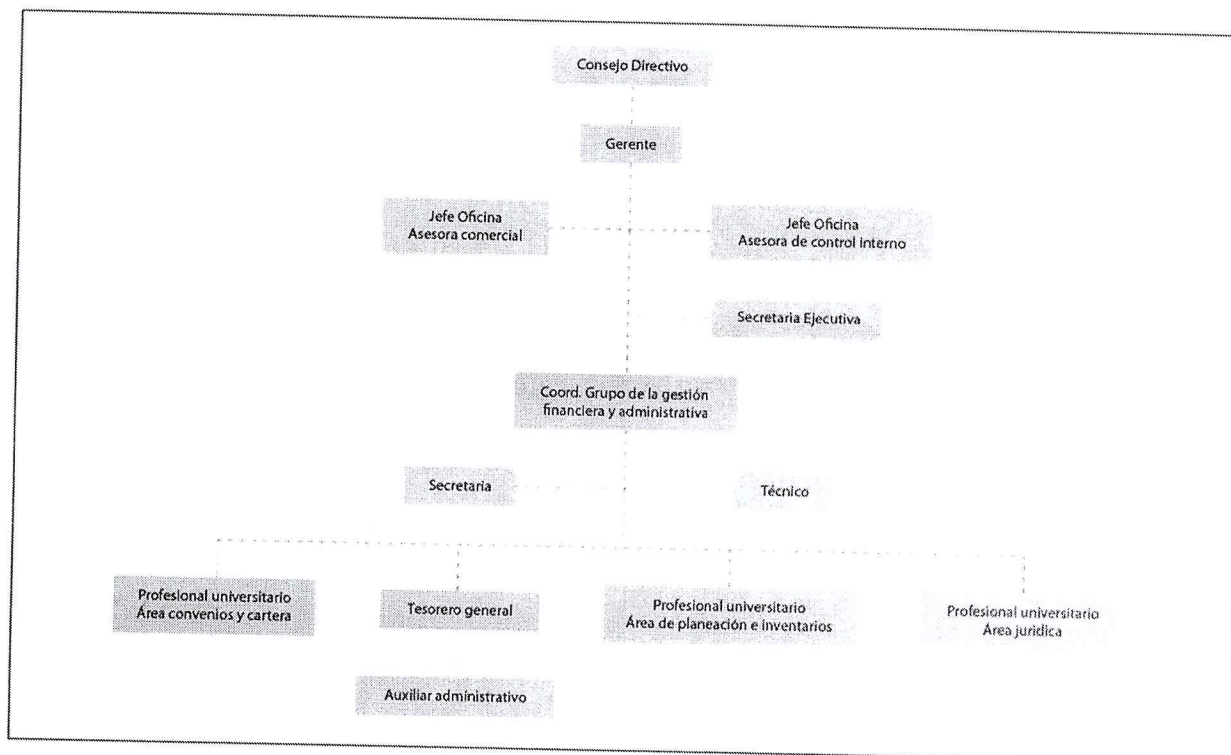 Consejo Directivo
Gerente
Jefe Oficina
Asesora comercial
Jefe Oficina
Asesora de control interno
Secretaria Ejecutiva
Coord. Grupo de la gestión
financiera y administrativa
Secretaria
Técnico
Profesional universitario
Área convenios y cartera
Tesorero general
Profesional universitario
Área de planeación e inventarios
Profesional universitario
Área juridica
Auxiliar administrativo